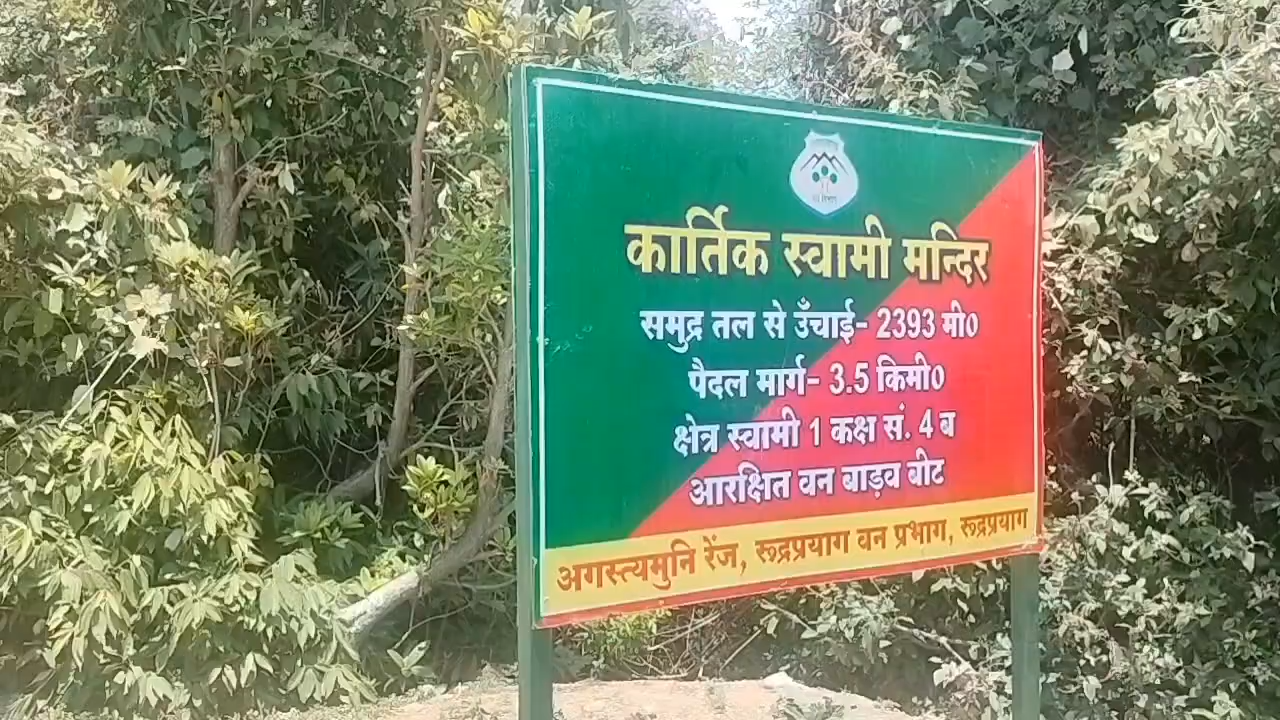 कार्तिक स्वामी मन्दिर
समुद्र तल से उँचाई- 2393 मी0
पैदल मार्ग- 3.5 किमी0
क्षेत्र स्वामी 1 कक्ष सं. 4 ब
आरक्षित वन बाड़व बीट
अगस्त्यमुनि रेंज, रूद्रप्रयाग वन प्रभाग, रूद्रप्रयाग